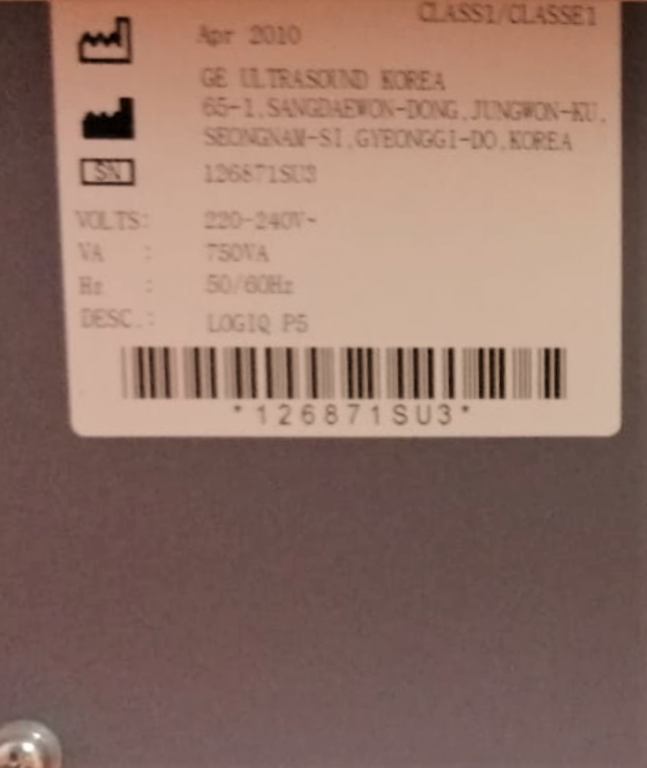 CLASS1/CLASSE1
Apr 2010
GE ULTRASOUND KOREA
65-1,SANGDAEWON-DONG,JUNGWON-KU,
SEONGNAM-SI,GYEONGGI-DO,KOREA
SN 126871SU3
VOLTS: 220-240V~
VA : 750VA
Hz : 50/60Hz
DESC.: LOGIQ P5
*126871SU3*